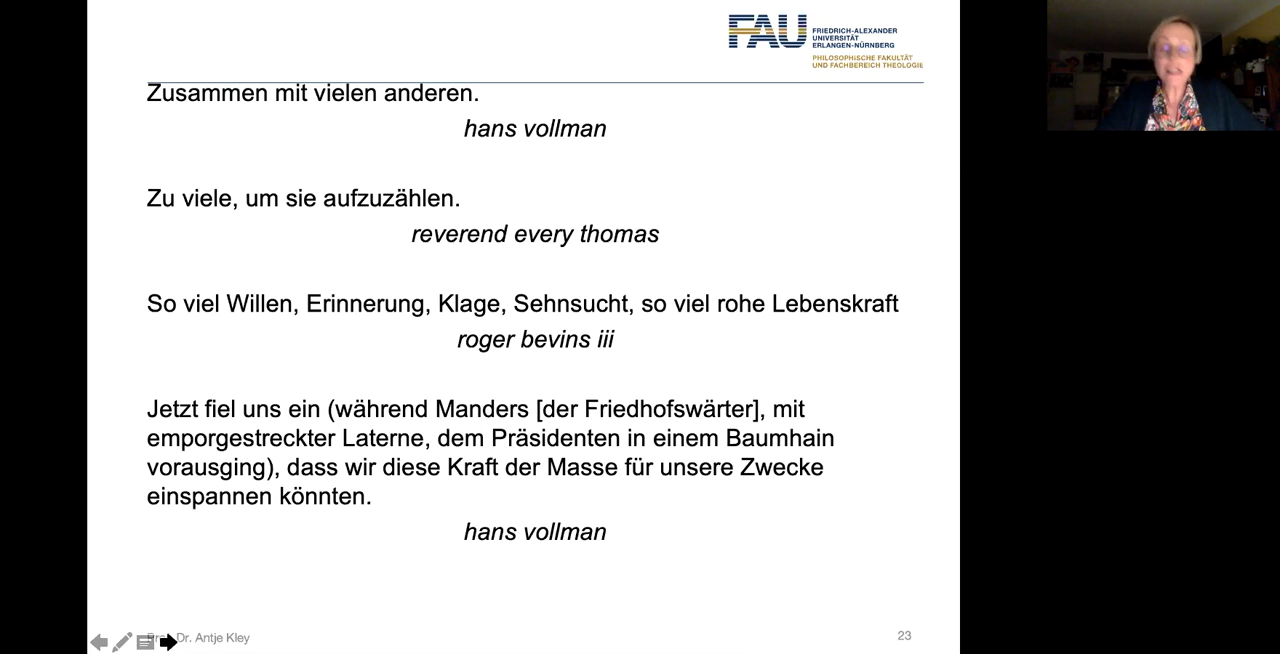 FAU
FRIEDRICH-ALEXANDER
UNIVERSITÄT
ERLANGEN-NÜRNBERG
PHILOSOPHISCHE FAKULTÄT
UND FACHBEREICH THEOLOGIE
Zusammen mit vielen anderen.
hans vollman
Zu viele, um sie aufzuzählen.
reverend every thomas
So viel Willen, Erinnerung, Klage, Sehnsucht, so viel rohe Lebenskraft
roger bevins iii
Jetzt fiel uns ein (während Manders [der Friedhofswärter], mit
emporgestreckter Laterne, dem Präsidenten in einem Baumhain
vorausging), dass wir diese Kraft der Masse für unsere Zwecke
einspannen könnten.
hans vollman
Dr. Antje Kley
23